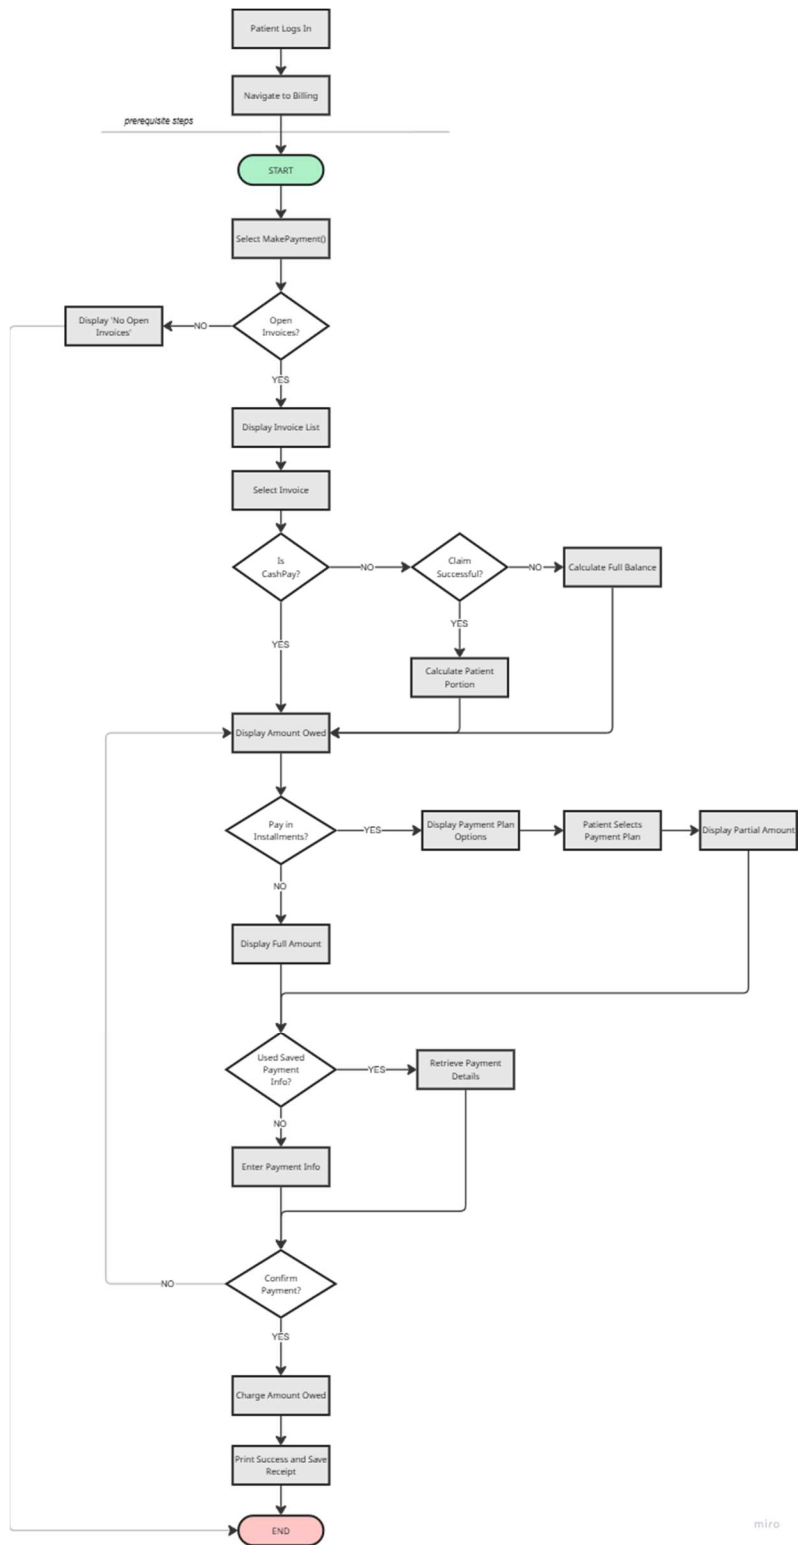 Patient Logs In
Navigate to Billing
prerequisite steps
START
Select MakePayment()
Open
Invoices?
NO
Display 'No Open
Invoices'
YES
Display Invoice List
Select Invoice
Is
CashPay?
NO
Claim
Successful?
NO
Calculate Full Balance
YES
YES
Calculate Patient
Portion
Display Amount Owed
Pay in
Installments?
YES
Display Payment Plan
Options
Patient Selects
Payment Plan
Display Partial Amount
NO
Display Full Amount
Used Saved
Payment
Info?
YES
Retrieve Payment
Details
NO
Enter Payment Info
Confirm
Payment?
NO
YES
Charge Amount Owed
Print Success and Save
Receipt
END
miro